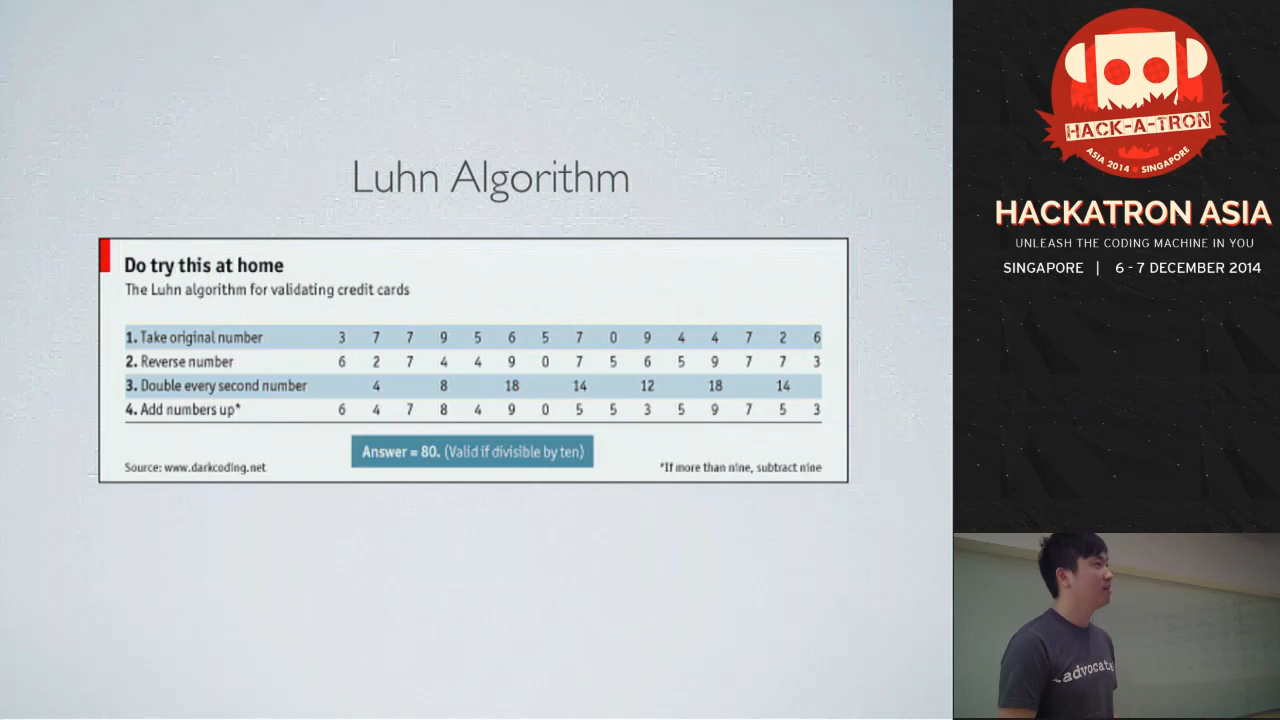 Luhn Algorithm
Do try this at home
The Luhn algorithm for validating credit cards
1. Take original number 3 7 7 9 5 6 5 7 0 9 4 4 7 2 6
2. Reverse number 6 2 7 4 4 9 0 7 5 6 5 9 7 7 3
3. Double every second number 4 8 18 14 12 18 14
4. Add numbers up* 6 4 7 8 4 9 0 5 5 3 5 9 7 5 3
Answer = 80. (Valid if divisible by ten)
Source: www.darkcoding.net
*If more than nine, subtract nine
HACK-A-TRON
ASIA 2014 SINGAPORE
HACKATRON ASIA
UNLEASH THE CODING MACHINE IN YOU
SINGAPORE | 6 - 7 DECEMBER 2014
advocate